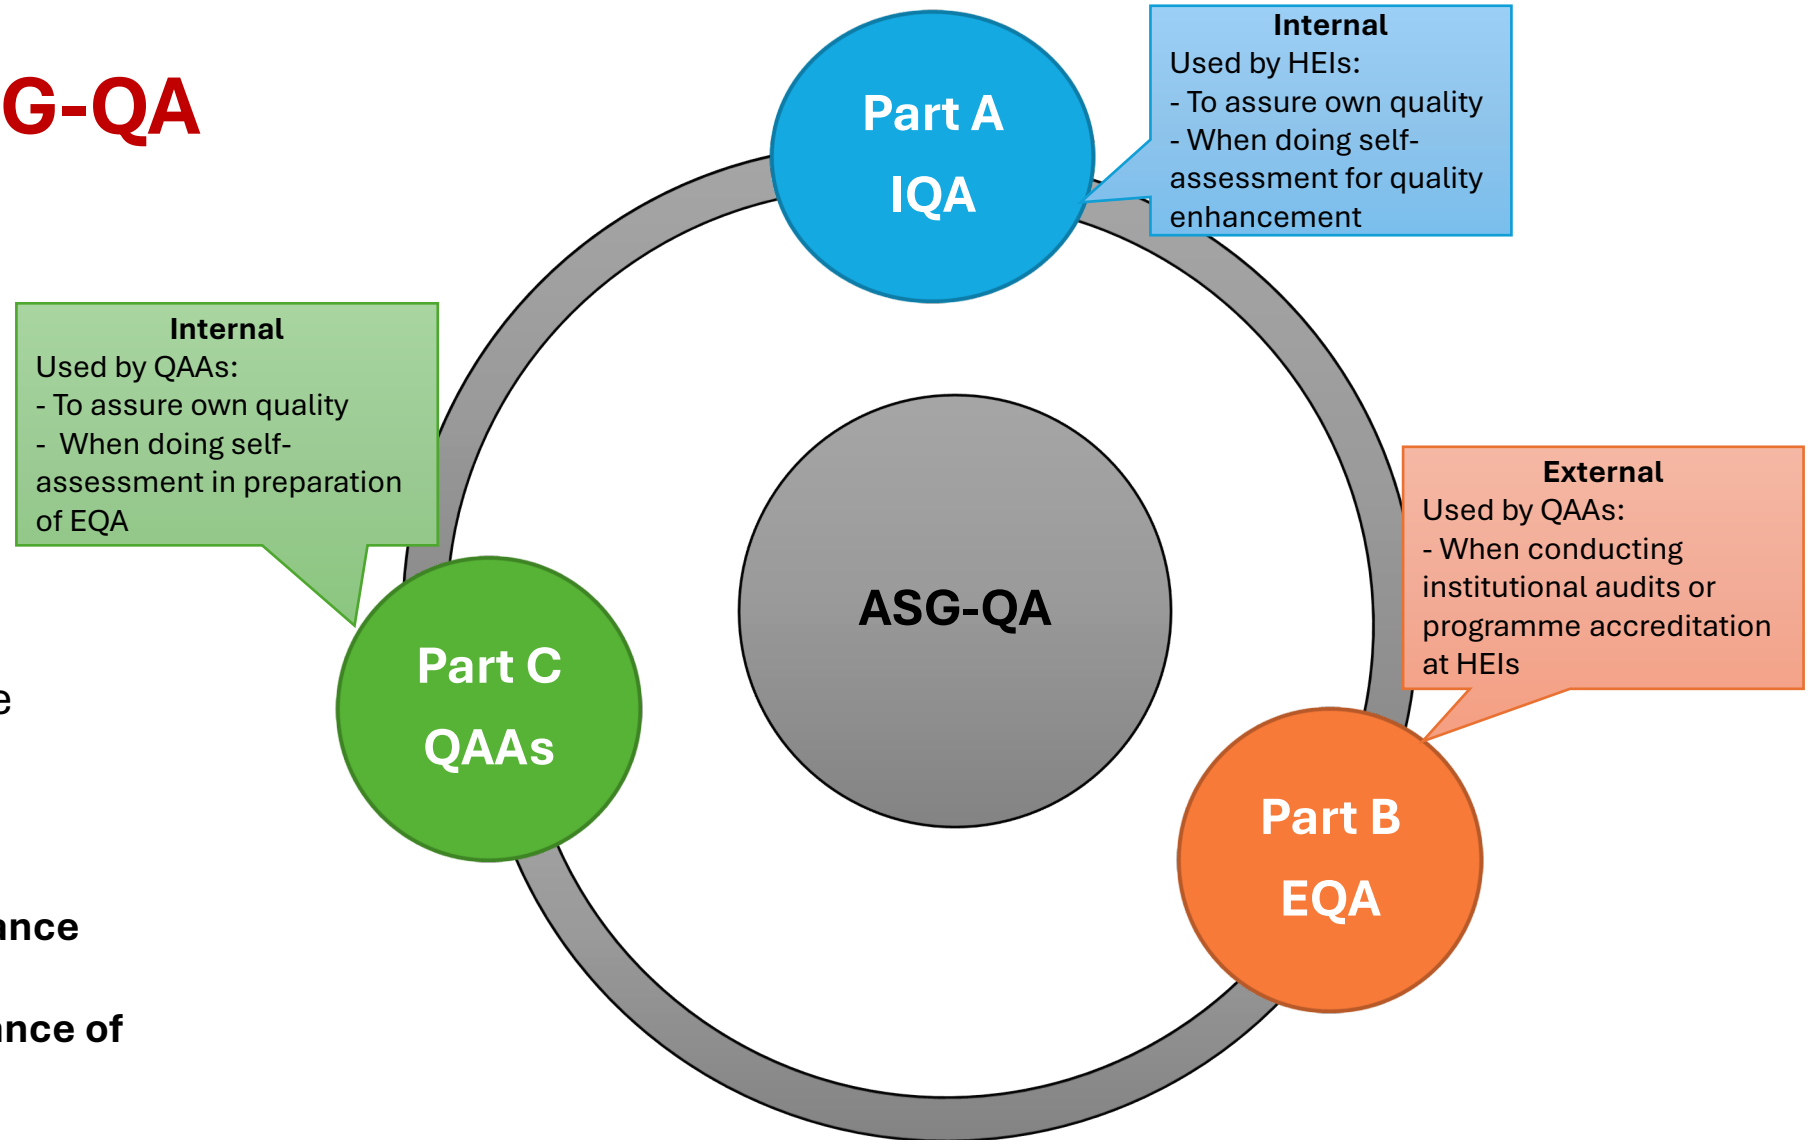 G-QA
Part A
IQA
Internal
Used by HEIs:
- To assure own quality
- When doing self-
assessment for quality
enhancement
Internal
Used by QAAs:
- To assure own quality
- When doing self-
assessment in preparation
of EQA
External
Used by QAAs:
- When conducting
institutional audits or
programme accreditation
at HEIs
ASG-QA
Part C
QAAs
Part B
EQA
e
ance
ance of